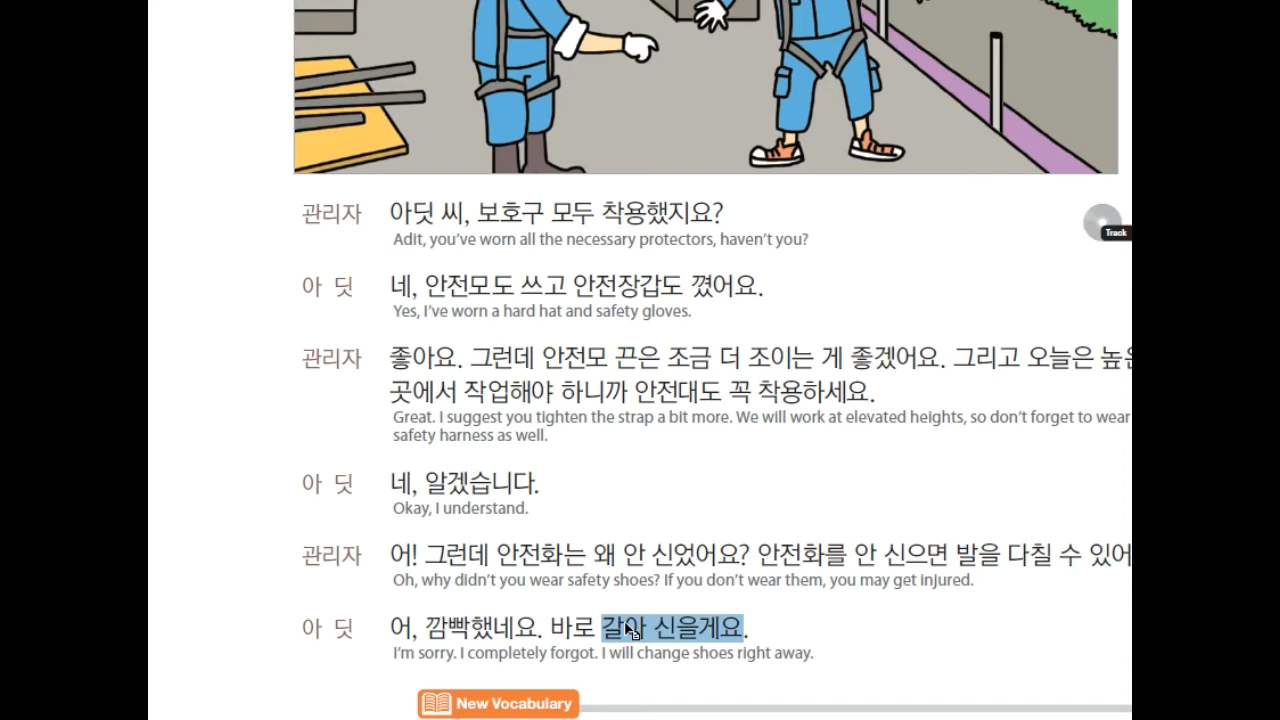 관리자 아딧 씨, 보호구 모두 착용했지요?
Adit, you've worn all the necessary protectors, haven't you?
Track
아 딧 네, 안전모도 쓰고 안전장갑도 꼈어요.
Yes, I've worn a hard hat and safety gloves.
관리자 좋아요. 그런데 안전모 끈은 조금 더 조이는 게 좋겠어요. 그리고 오늘은
곳에서 작업해야 하니까 안전대도 꼭 착용하세요.
Great. I suggest you tighten the strap a bit more. We will work at elevated heights, so don't forget to wear
safety harness as well.
아 딧 네, 알겠습니다.
Okay, I understand.
관리자 어! 그런데 안전화는 왜 안 신었어요? 안전화를 안 신으면 발을 다칠 수
Oh, why didn't you wear safety shoes? If you don't wear them, you may get injured.
아 딧 어, 깜빡했네요. 바로 갈아 신을게요.
I'm sorry. I completely forgot. I will change shoes right away.
New Vocabulary